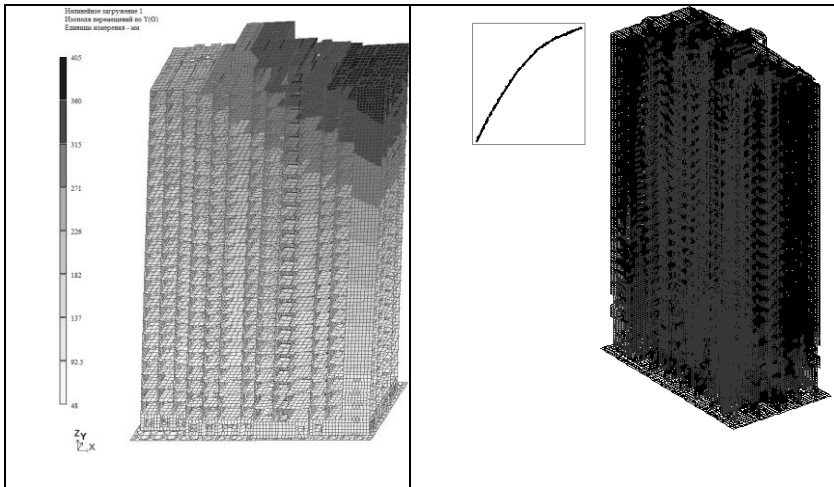 Нелинейное загружение 1
Изополя перемещений по Y(G)
Единицы измерения - мм
405
360
315
271
226
182
137
92.5
48
Z
Y
X